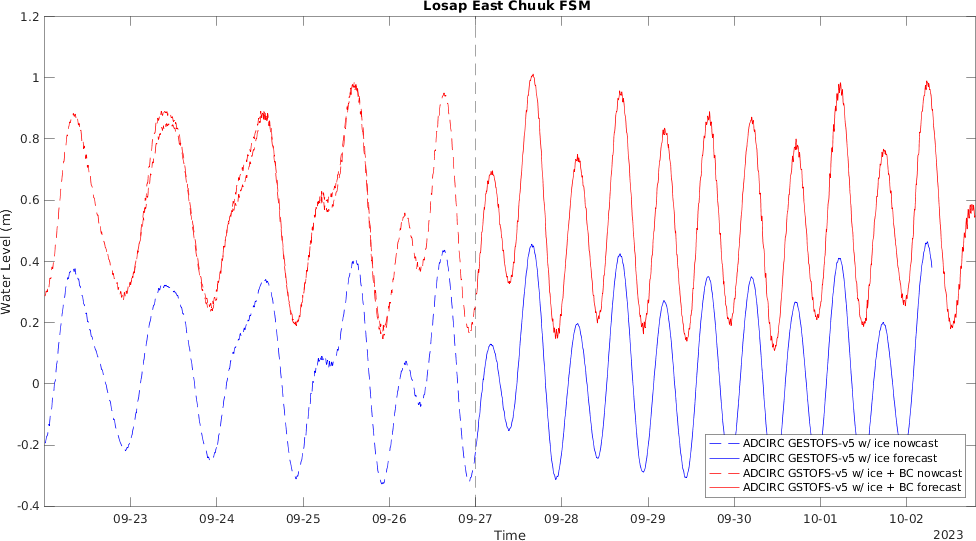 Losap East Chuuk FSM
1.2
1
0.8
0.6
0.4
0.2
0
-0.2
-0.4
Water Level (m)
ADCIRC GESTOFS-v5 w/ ice nowcast
ADCIRC GESTOFS-v5 w/ ice forecast
ADCIRC GSTOFS-v5 w/ ice + BC nowcast
ADCIRC GSTOFS-v5 w/ ice + BC forecast
09-23 09-24 09-25 09-26 09-27 09-28 09-29 09-30 10-01 10-02
Time
2023